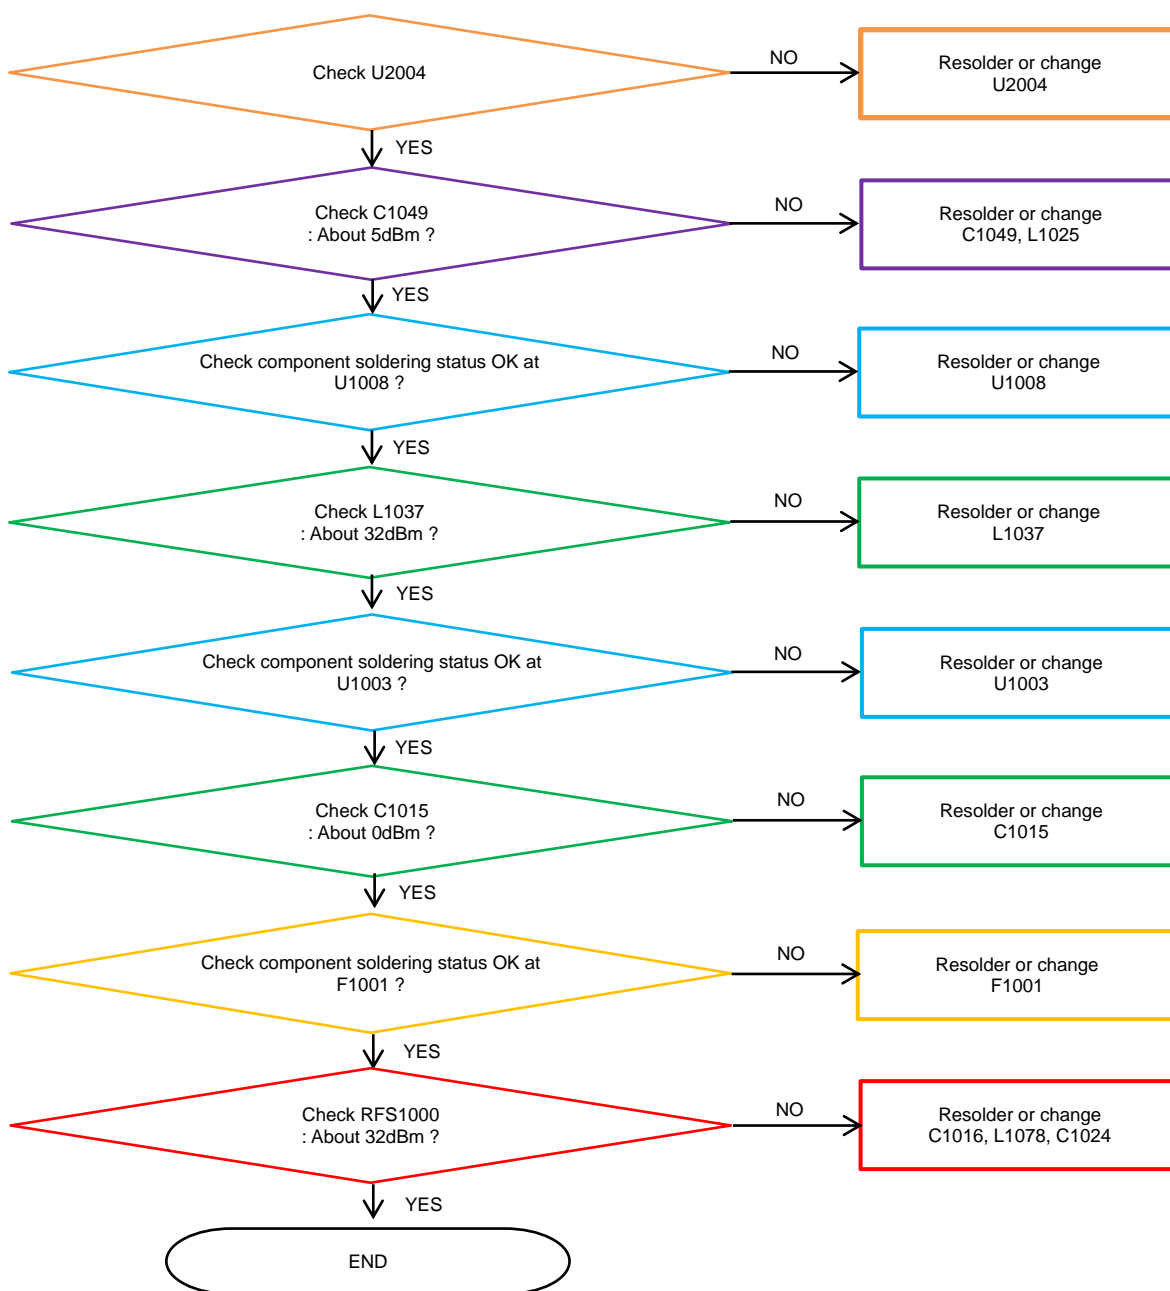 Check U2004
NO
Resolder or change
U2004
YES
Check C1049
: About 5dBm ?
NO
Resolder or change
C1049, L1025
YES
Check component soldering status OK at
U1008 ?
NO
Resolder or change
U1008
YES
Check L1037
: About 32dBm ?
NO
Resolder or change
L1037
YES
Check component soldering status OK at
U1003 ?
NO
Resolder or change
U1003
YES
Check C1015
: About 0dBm ?
NO
Resolder or change
C1015
YES
Check component soldering status OK at
F1001 ?
NO
Resolder or change
F1001
YES
Check RFS1000
: About 32dBm ?
NO
Resolder or change
C1016, L1078, C1024
YES
END